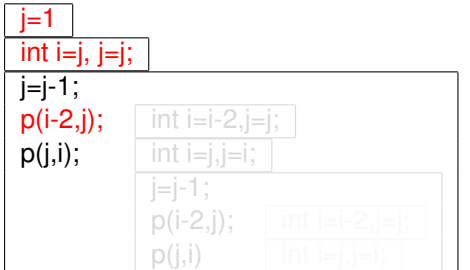 j=1
int i=j, j=j;
j=j-1;
p(i-2,j); int i=i-2,j=j;
p(j,i); int i=j,j=i;
j=j-1;
p(i-2,j); int i=i-2,j=j;
p(j,i) int i=j,j=i;